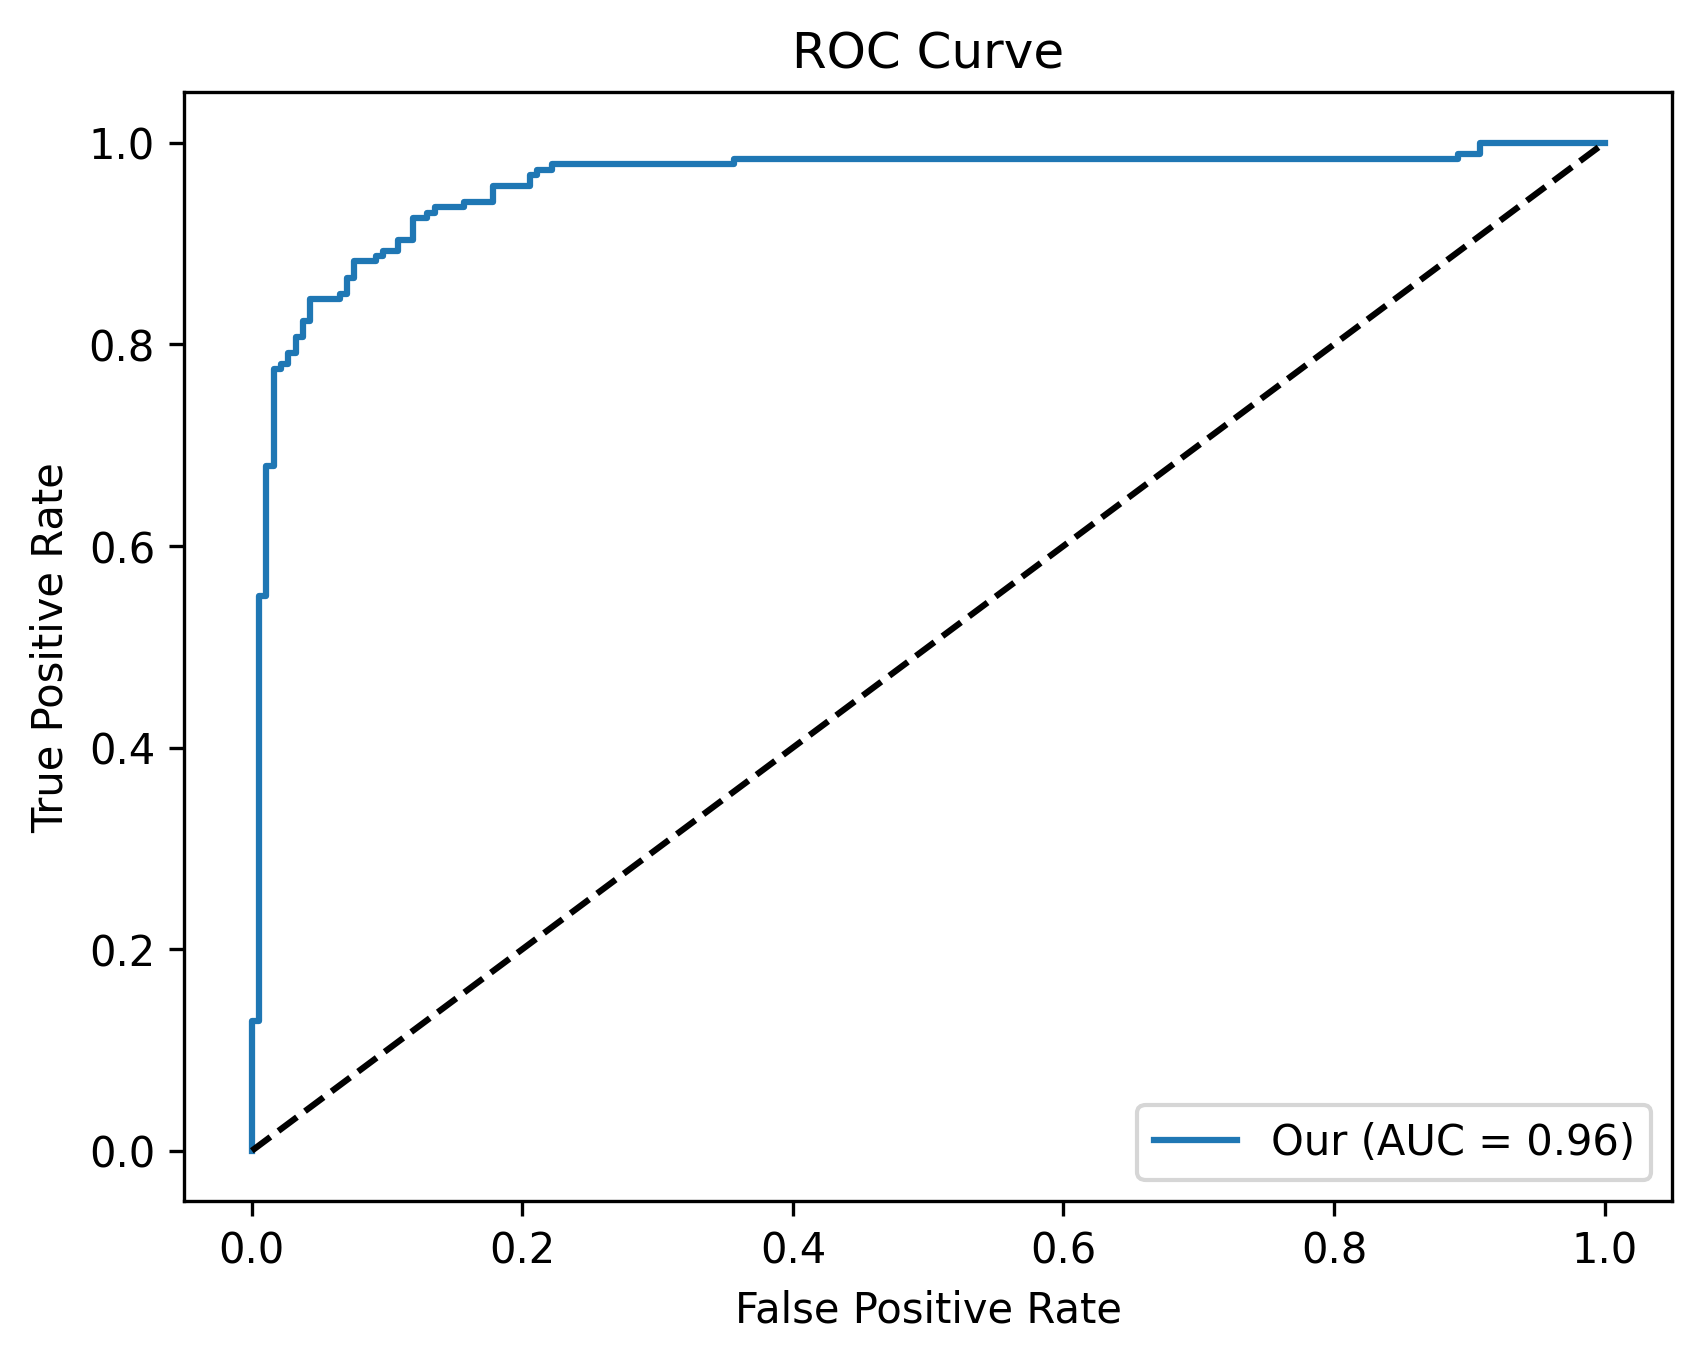 ROC Curve
True Positive Rate
1.0
0.8
0.6
0.4
0.2
0.0
Our (AUC = 0.96)
0.0 0.2 0.4 0.6 0.8 1.0
False Positive Rate